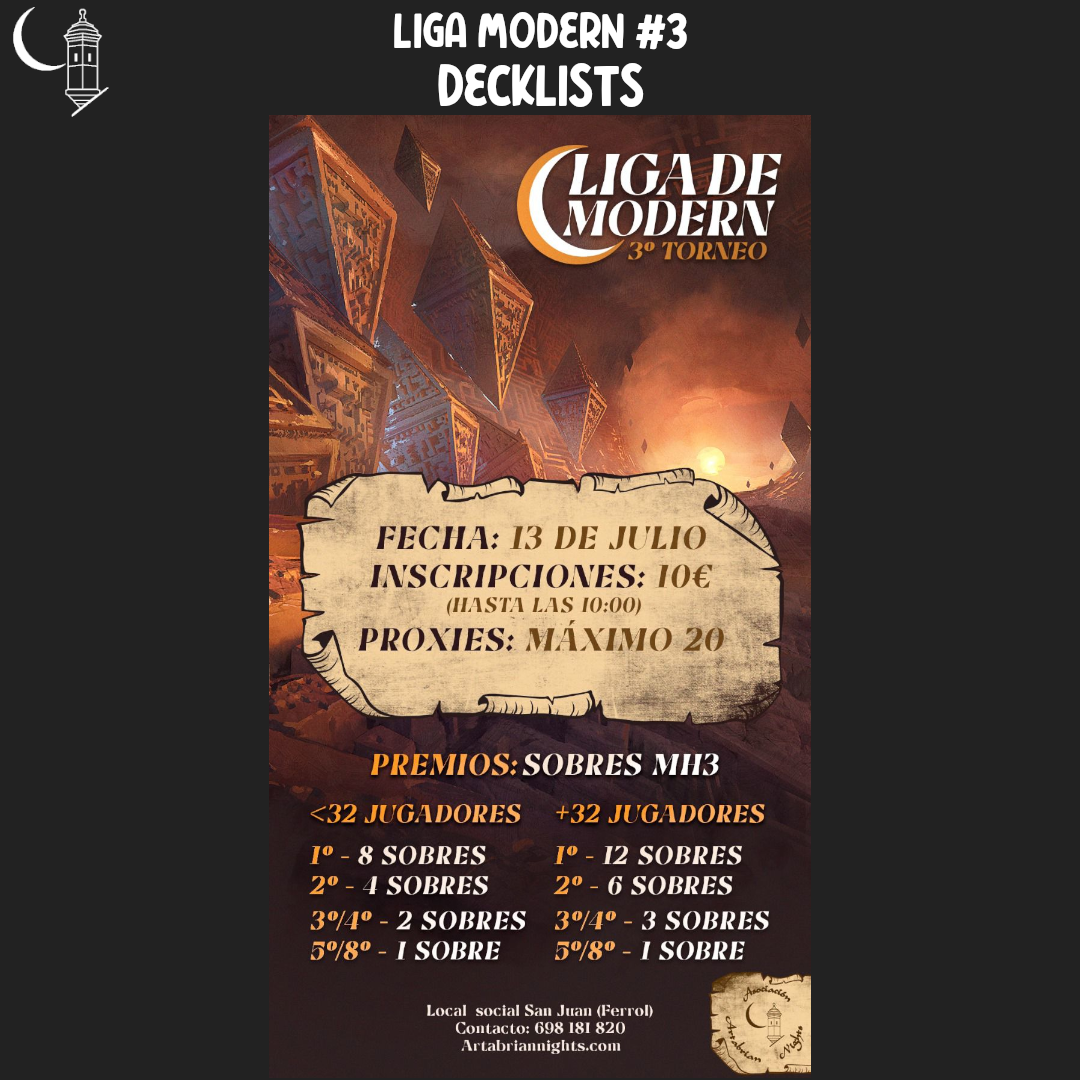 LIGA MODERN #3
DECKLISTS
LIGA DE
MODERN
3º TORNEO
FECHA: 13 DE JULIO
INSCRIPCIONES: 10€
(HASTA LAS 10:00)
PROXIES: MÁXIMO 20
PREMIOS: SOBRES MH3
<32 JUGADORES
1º - 8 SOBRES
2º - 4 SOBRES
3º/4º - 2 SOBRES
5º/8º - 1 SOBRE
+32 JUGADORES
1º - 12 SOBRES
2º - 6 SOBRES
3º/4º - 3 SOBRES
5º/8º - 1 SOBRE
Local social San Juan (Ferrol)
Contacto: 698 181 820
Artabriannights.com
Asociación
Artabrian Nights